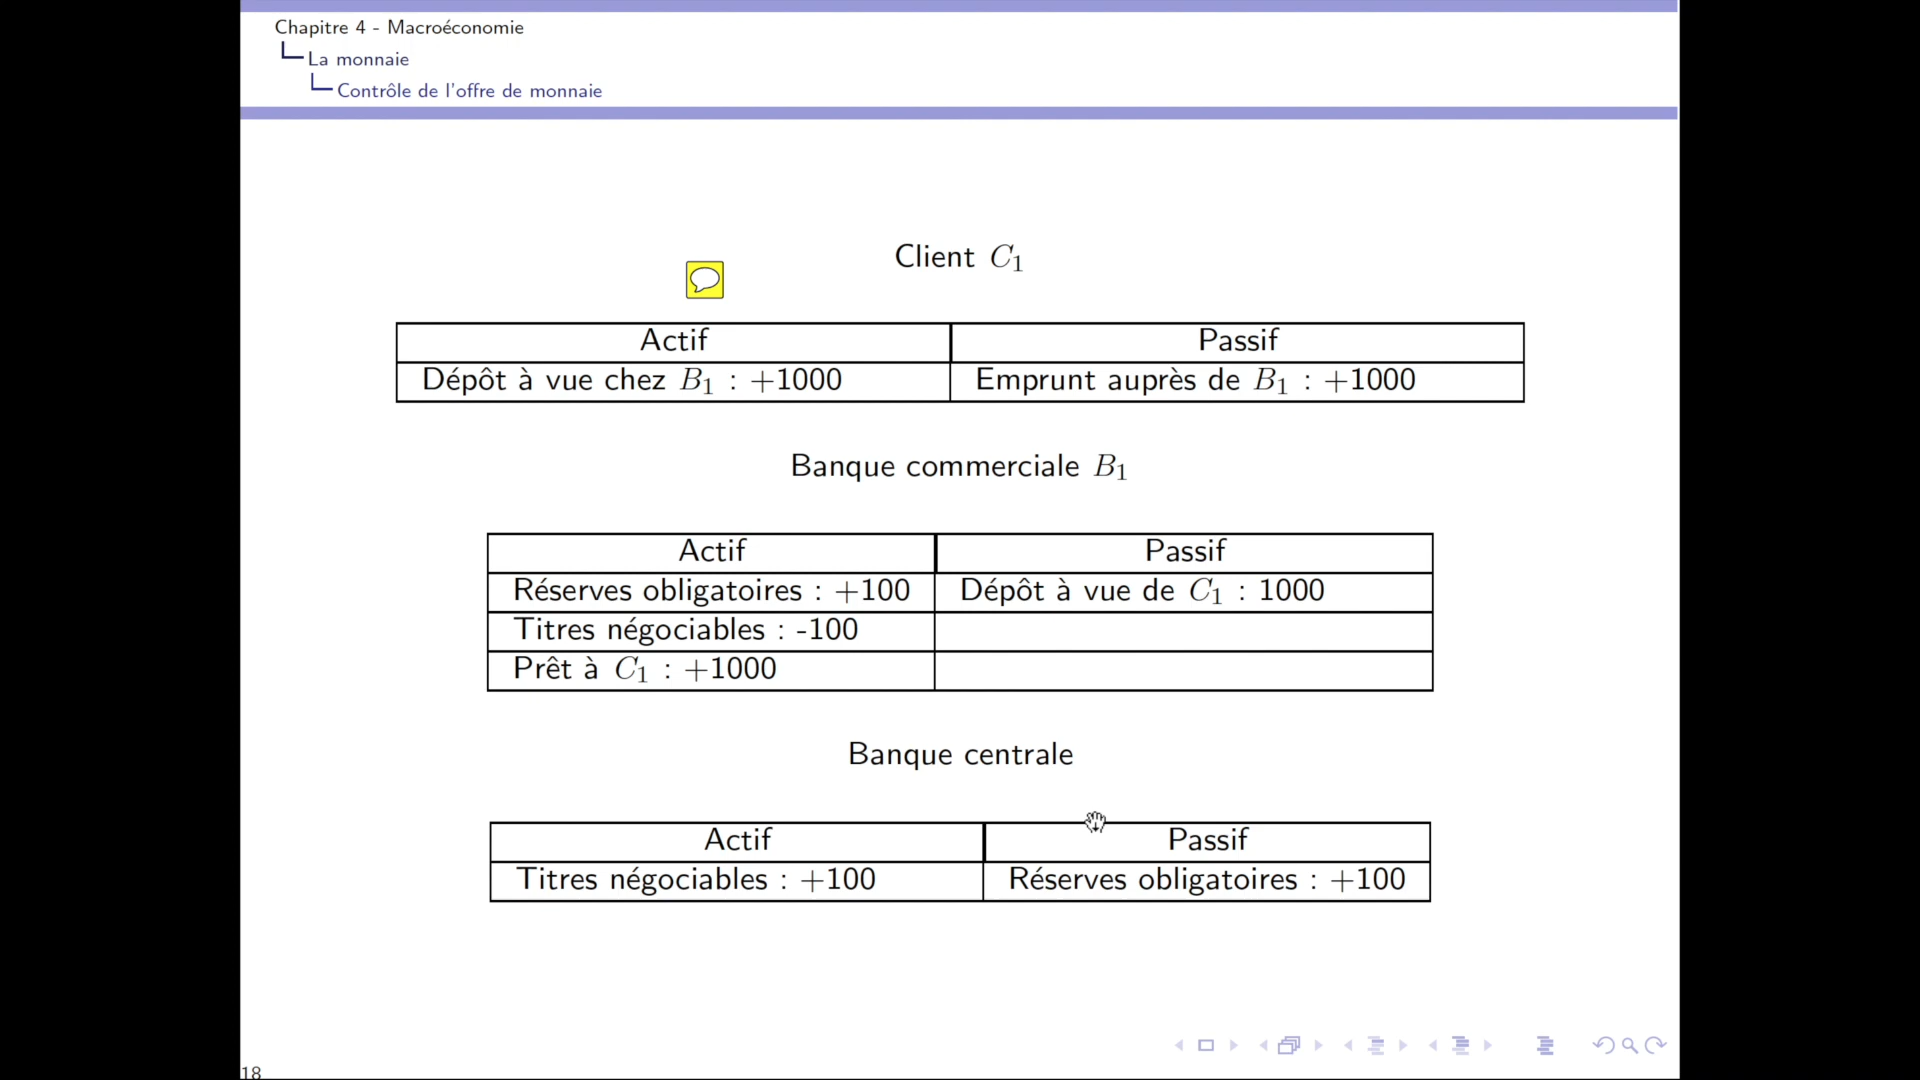 Chapitre 4 - Macroéconomie
La monnaie
Contrôle de l'offre de monnaie
Client C₁
Actif Passif
Dépôt à vue chez B₁ : +1000 Emprunt auprès de B₁ : +1000
Banque commerciale B₁
Actif Passif
Réserves obligatoires : +100 Dépôt à vue de C₁ : 1000
Titres négociables : -100
Prêt à C₁ : +1000
Banque centrale
Actif Passif
Titres négociables : +100 Réserves obligatoires : +100
18